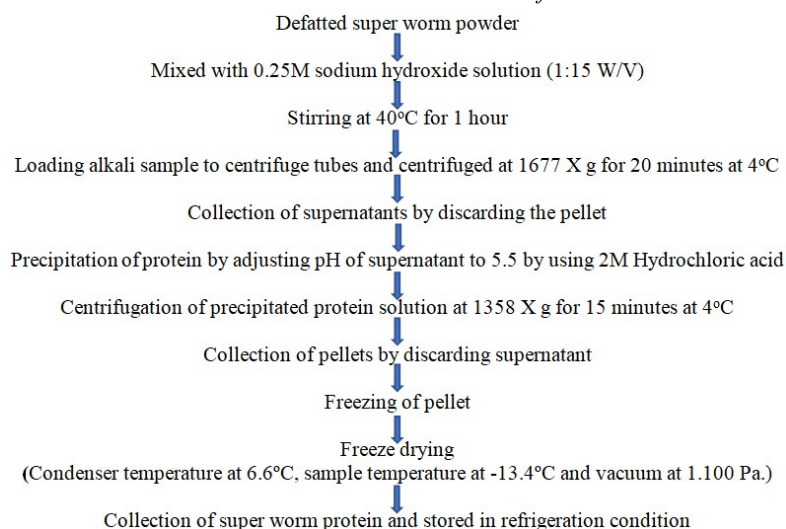 Defatted super worm powder
Mixed with 0.25M sodium hydroxide solution (1:15 W/V)
Stirring at 40ºC for 1 hour
Loading alkali sample to centrifuge tubes and centrifuged at 1677 X g for 20 minutes at 4ºC
Collection of supernatants by discarding the pellet
Precipitation of protein by adjusting pH of supernatant to 5.5 by using 2M Hydrochloric acid
Centrifugation of precipitated protein solution at 1358 X g for 15 minutes at 4ºC
Collection of pellets by discarding supernatant
Freezing of pellet
Freeze drying
(Condenser temperature at 6.6ºC, sample temperature at -13.4ºC and vacuum at 1.100 Pa.)
Collection of super worm protein and stored in refrigeration condition